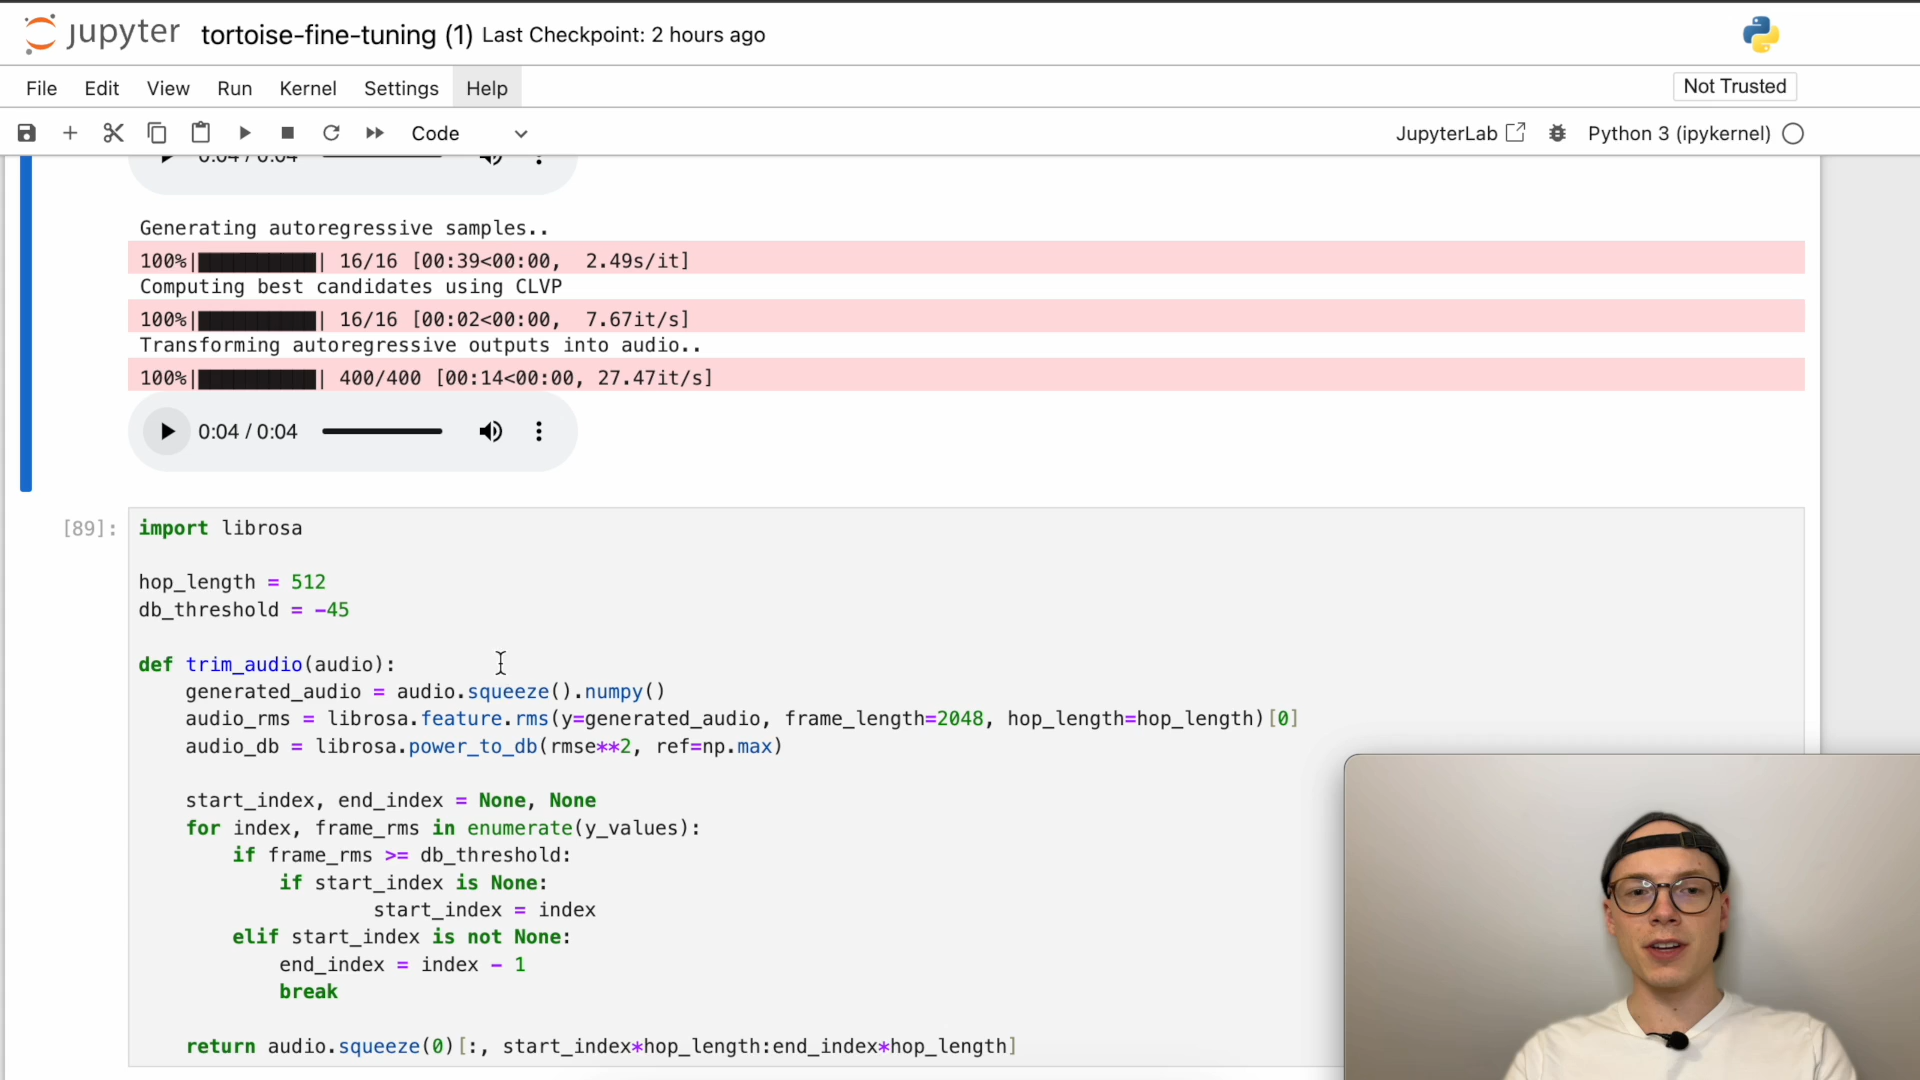 jupyter tortoise-fine-tuning (1) Last Checkpoint: 2 hours ago
File Edit View Run Kernel Settings Help Not Trusted
Code JupyterLab Python 3 (ipykernel)
0:04 / 0:04
Generating autoregressive samples..
100%|██████████| 16/16 [00:39<00:00,  2.49s/it]
Computing best candidates using CLVP
100%|██████████| 16/16 [00:02<00:00,  7.67it/s]
Transforming autoregressive outputs into audio..
100%|██████████| 400/400 [00:14<00:00, 27.47it/s]
0:04 / 0:04
[89]: import librosa
hop_length = 512
db_threshold = -45
def trim_audio(audio):
    generated_audio = audio.squeeze().numpy()
    audio_rms = librosa.feature.rms(y=generated_audio, frame_length=2048, hop_length=hop_length)[0]
    audio_db = librosa.power_to_db(rmse**2, ref=np.max)
    start_index, end_index = None, None
    for index, frame_rms in enumerate(y_values):
        if frame_rms >= db_threshold:
            if start_index is None:
                    start_index = index
        elif start_index is not None:
            end_index = index - 1
            break
    return audio.squeeze(0)[:, start_index*hop_length:end_index*hop_length]